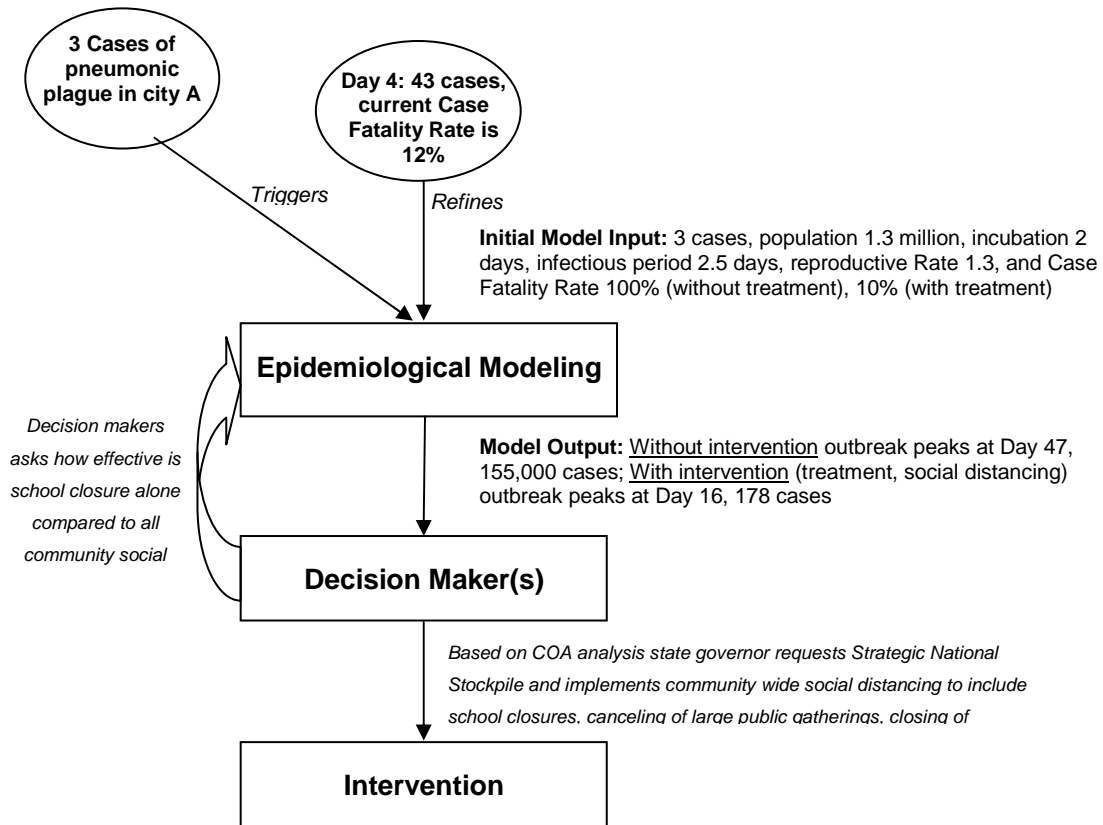 3 Cases of
pneumonic
plague in city A
Day 4: 43 cases,
current Case
Fatality Rate is
12%
Triggers
Refines
Initial Model Input: 3 cases, population 1.3 million, incubation 2
days, infectious period 2.5 days, reproductive Rate 1.3, and Case
Fatality Rate 100% (without treatment), 10% (with treatment)
Epidemiological Modeling
Decision makers
asks how effective is
school closure alone
compared to all
community social
Model Output: Without intervention outbreak peaks at Day 47,
155,000 cases; With intervention (treatment, social distancing)
outbreak peaks at Day 16, 178 cases
Decision Maker(s)
Based on COA analysis state governor requests Strategic National
Stockpile and implements community wide social distancing to include
school closures, canceling of large public gatherings, closing of
Intervention